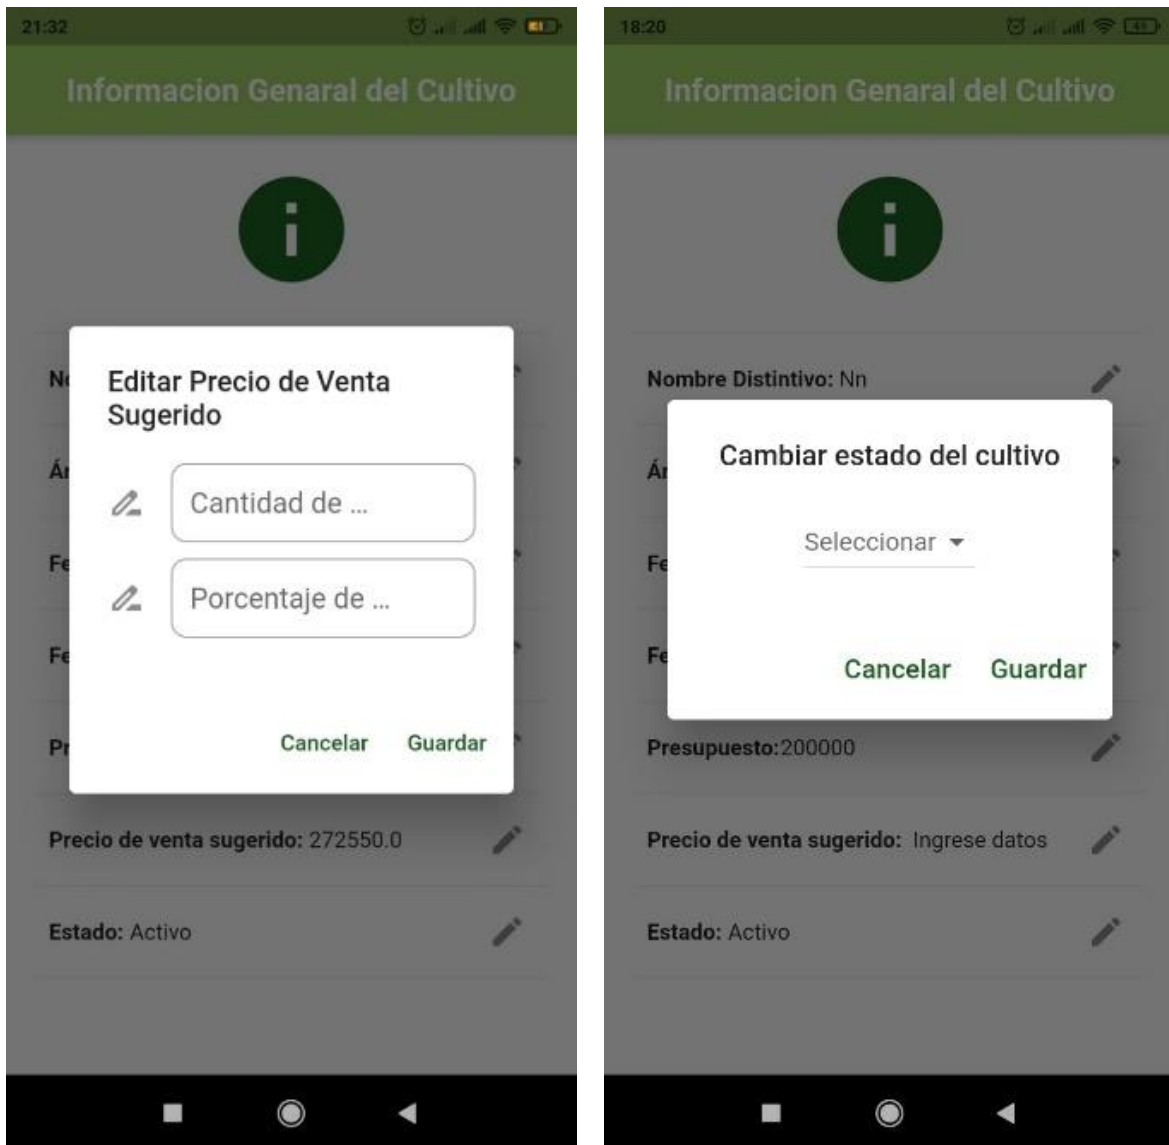 21:32
Informacion Genaral del Cultivo
Editar Precio de Venta
Sugerido
Cantidad de ...
Porcentaje de ...
Cancelar Guardar
Precio de venta sugerido: 272550.0
Estado: Activo
18:20
Informacion Genaral del Cultivo
Nombre Distintivo: Nn
Cambiar estado del cultivo
Seleccionar
Cancelar Guardar
Presupuesto:200000
Precio de venta sugerido: Ingrese datos
Estado: Activo